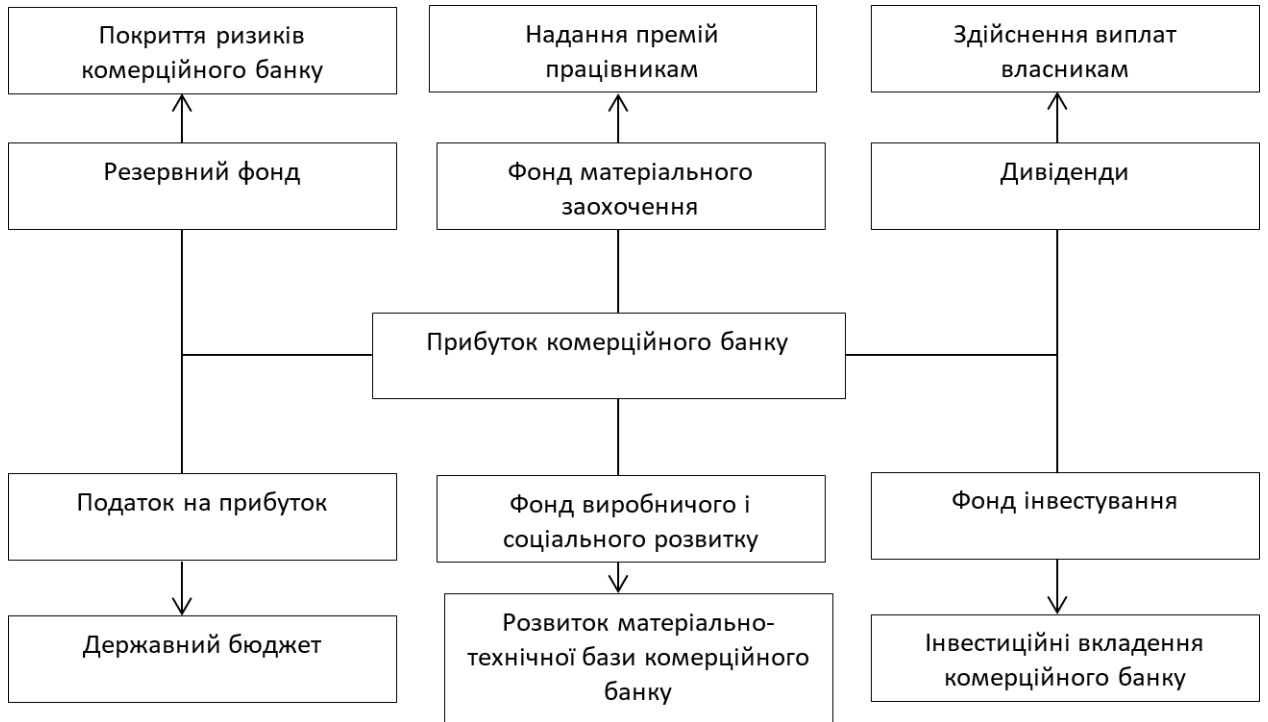 Покриття ризиків
комерційного банку
Надання премій
працівникам
Здійснення виплат
власникам
Резервний фонд
Фонд матеріального
заохочення
Дивіденди
Прибуток комерційного банку
Податок на прибуток
Фонд виробничого і
соціального розвитку
Фонд інвестування
Державний бюджет
Розвиток матеріально-
технічної бази комерційного
банку
Інвестиційні вкладення
комерційного банку